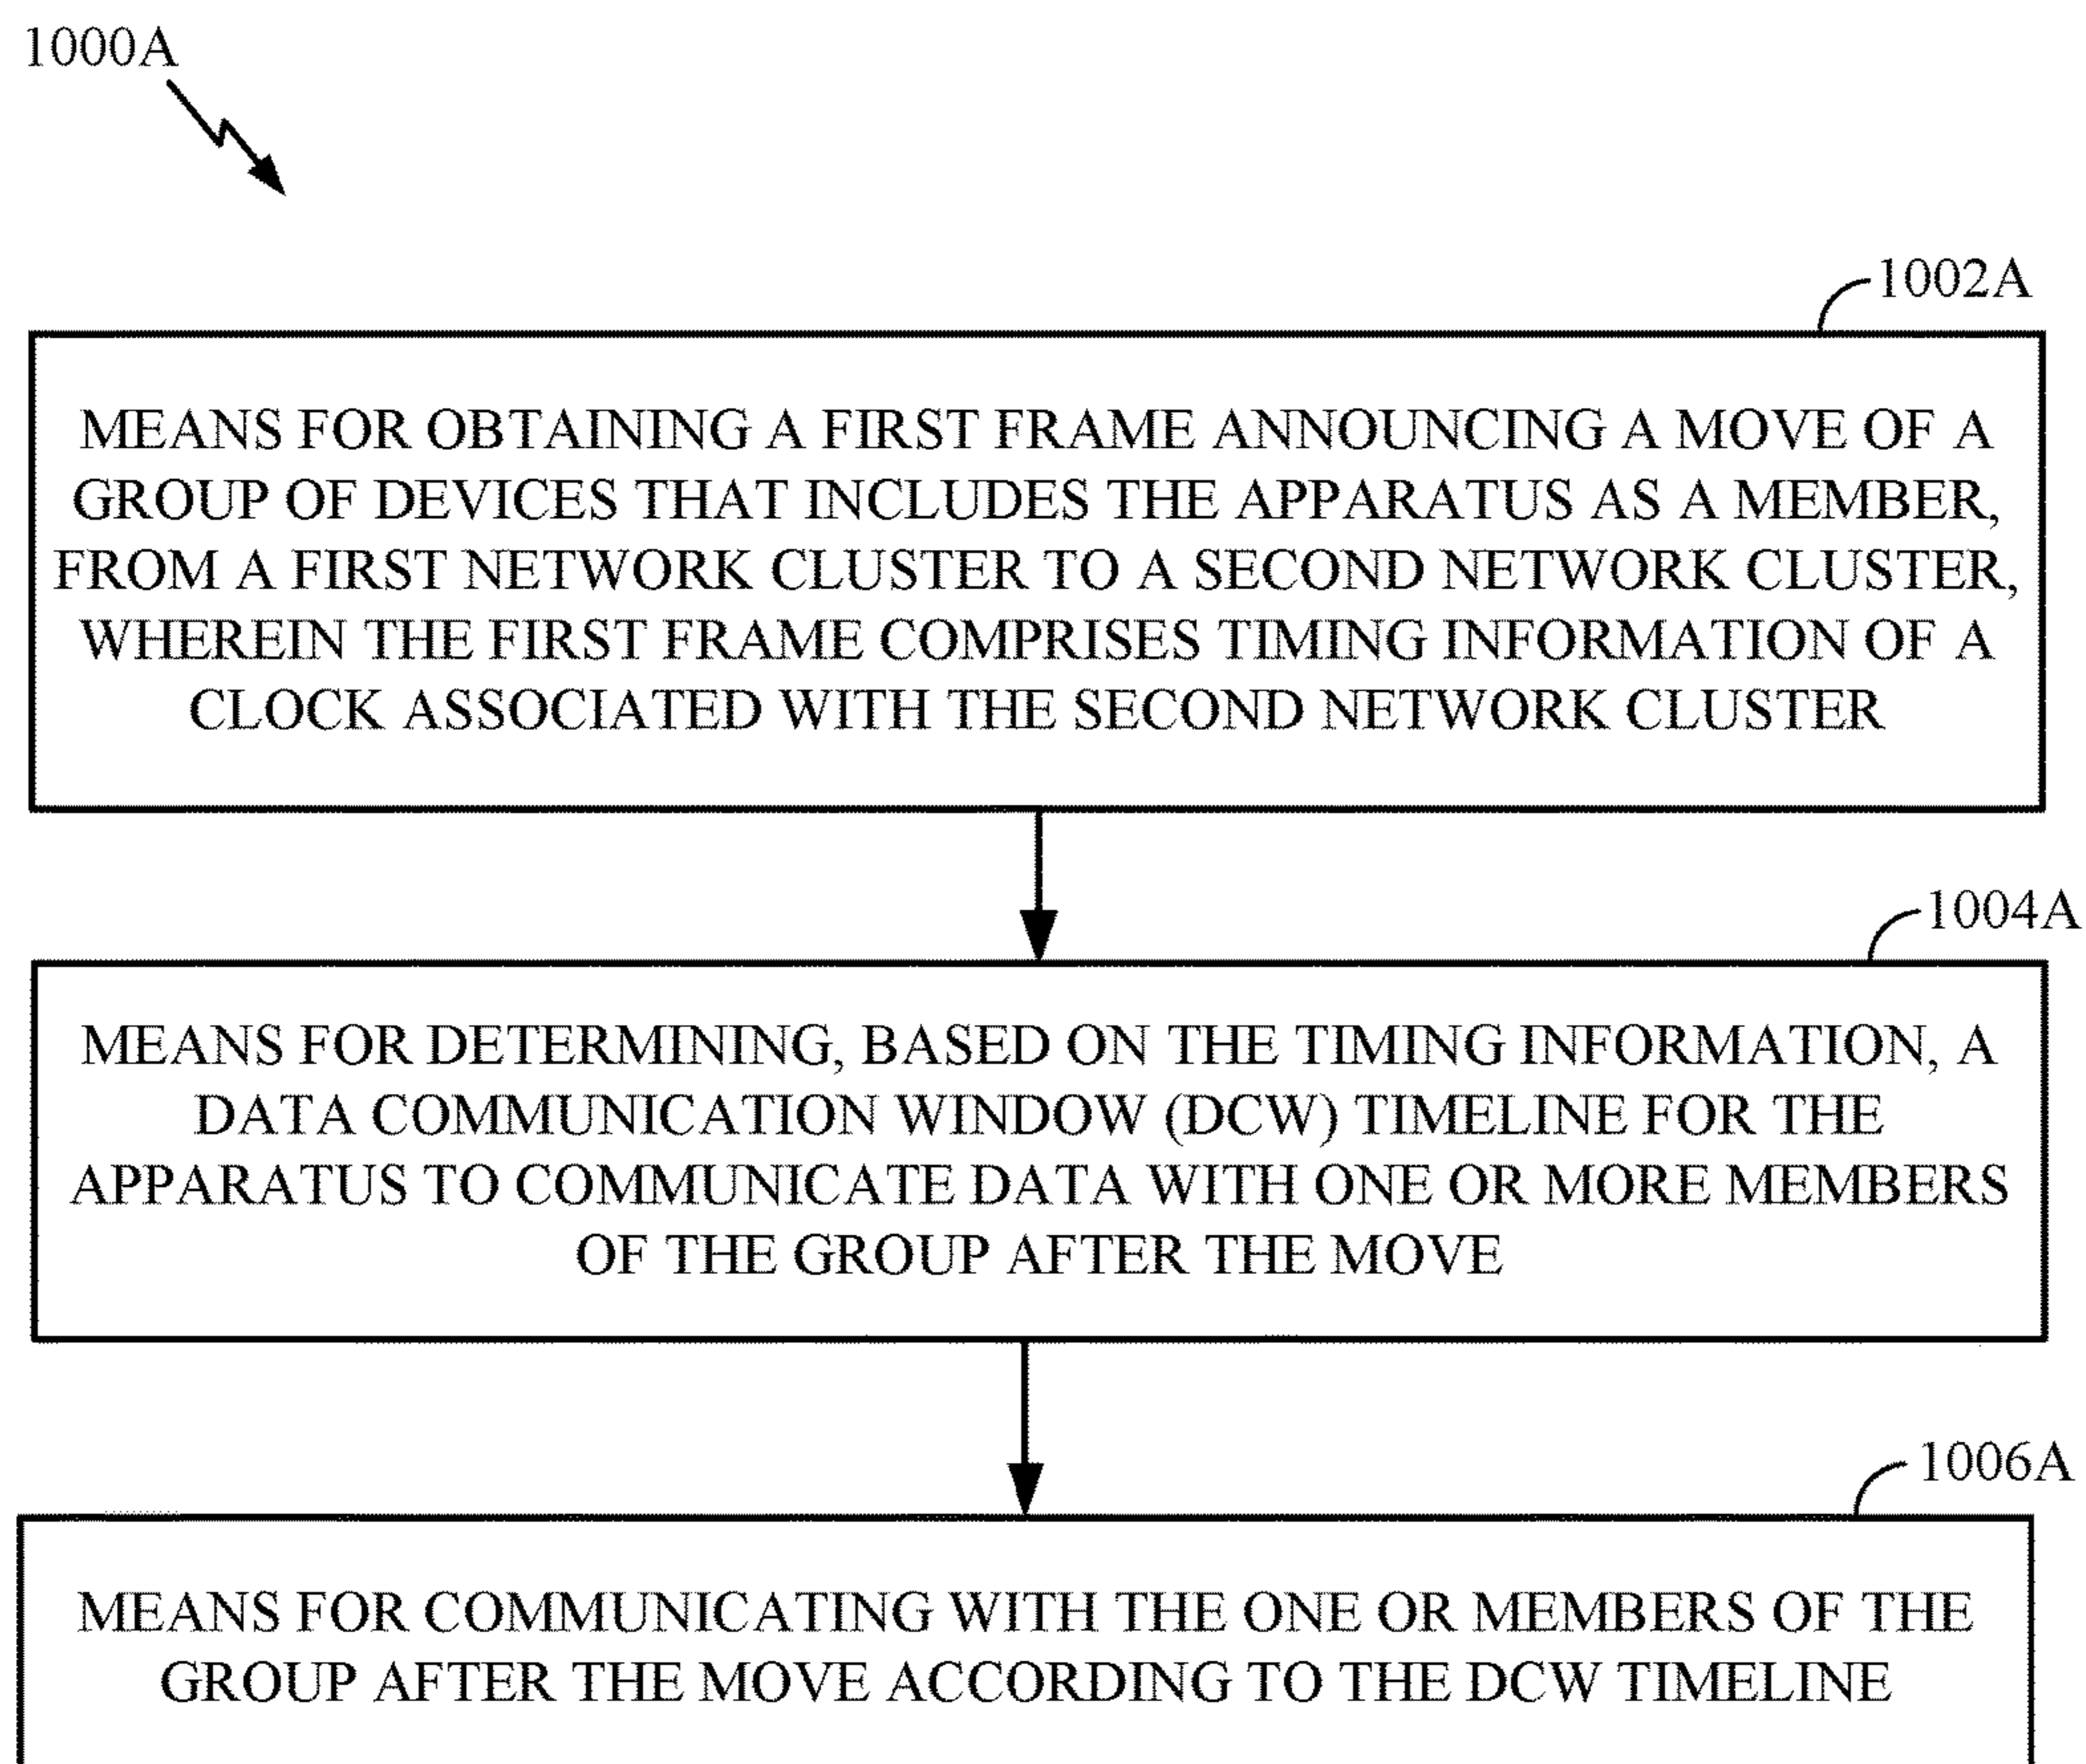 1000A
1002A
MEANS FOR OBTAINING A FIRST FRAME ANNOUNCING A MOVE OF A
GROUP OF DEVICES THAT INCLUDES THE APPARATUS AS A MEMBER,
FROM A FIRST NETWORK CLUSTER TO A SECOND NETWORK CLUSTER,
WHEREIN THE FIRST FRAME COMPRISES TIMING INFORMATION OF A
CLOCK ASSOCIATED WITH THE SECOND NETWORK CLUSTER
1004A
MEANS FOR DETERMINING, BASED ON THE TIMING INFORMATION, A
DATA COMMUNICATION WINDOW (DCW) TIMELINE FOR THE
APPARATUS TO COMMUNICATE DATA WITH ONE OR MORE MEMBERS
OF THE GROUP AFTER THE MOVE
1006A
MEANS FOR COMMUNICATING WITH THE ONE OR MEMBERS OF THE
GROUP AFTER THE MOVE ACCORDING TO THE DCW TIMELINE